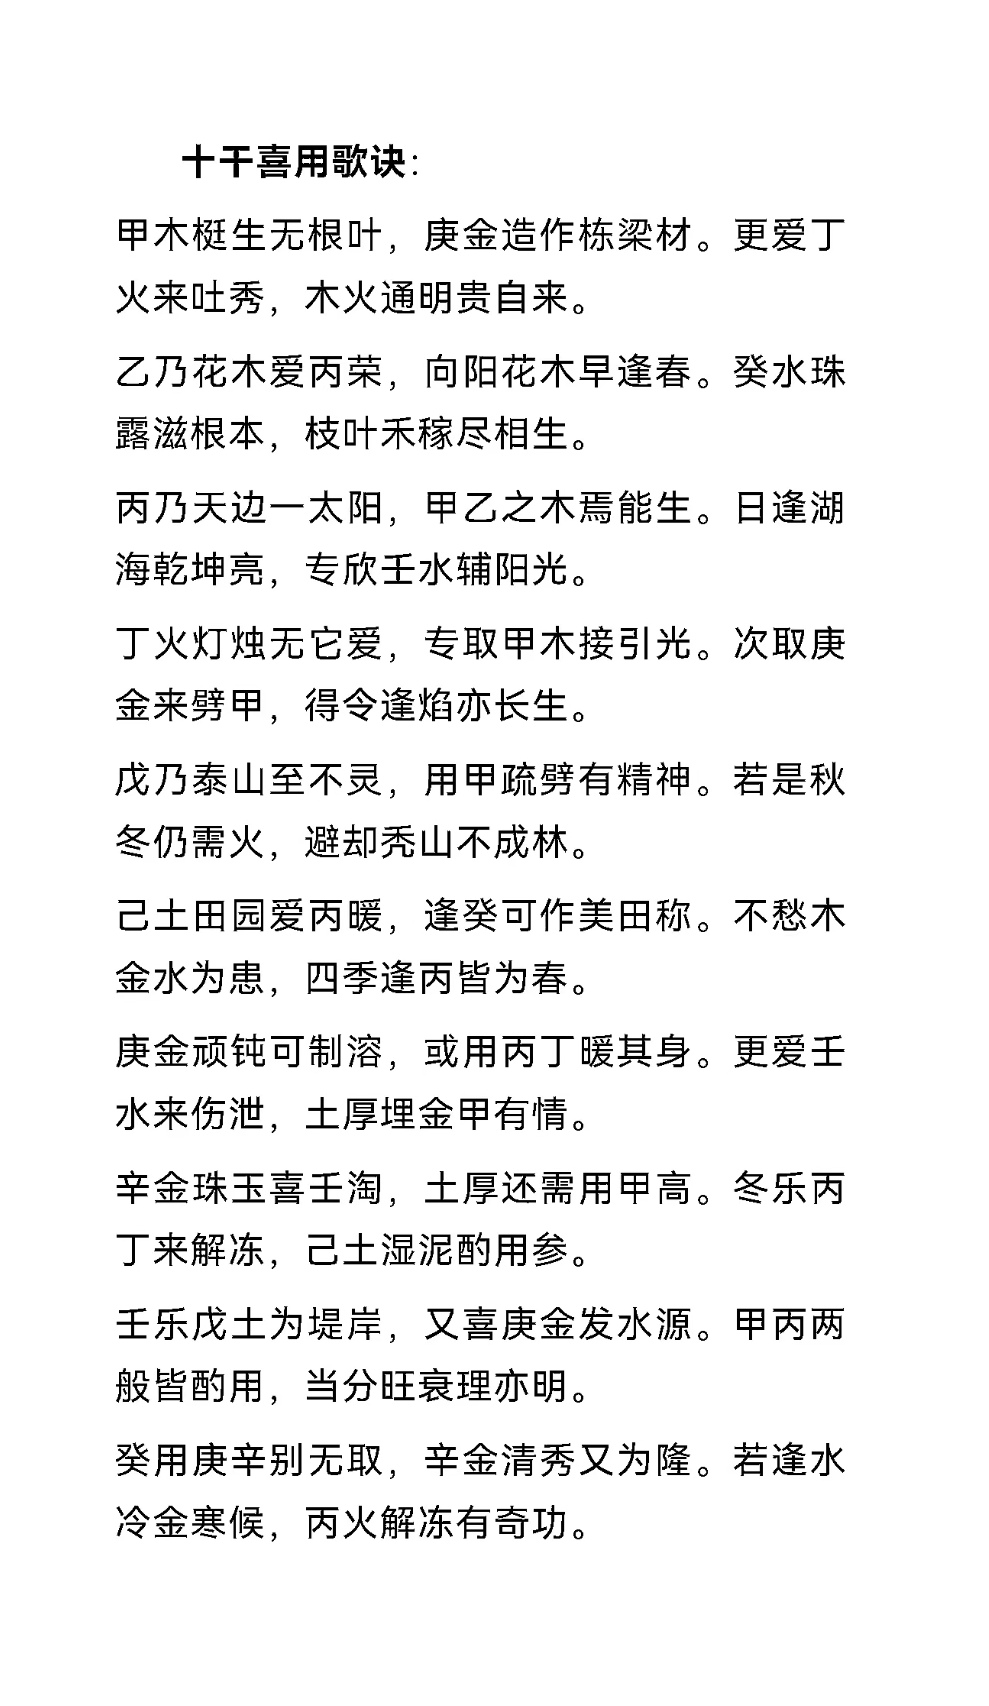 十干喜用歌诀：
甲木梃生无根叶，庚金造作栋梁材。更爱丁
火来吐秀，木火通明贵自来。
乙乃花木爱丙荣，向阳花木早逢春。癸水珠
露滋根本，枝叶禾稼尽相生。
丙乃天边一太阳，甲乙之木焉能生。日逢湖
海乾坤亮，专欣壬水辅阳光。
丁火灯烛无它爱，专取甲木接引光。次取庚
金来劈甲，得令逢焰亦长生。
戊乃泰山至不灵，用甲疏劈有精神。若是秋
冬仍需火，避却秃山不成林。
己土田园爱丙暖，逢癸可作美田称。不愁木
金水为患，四季逢丙皆为春。
庚金顽钝可制溶，或用丙丁暖其身。更爱壬
水来伤泄，土厚埋金甲有情。
辛金珠玉喜壬淘，土厚还需用甲高。冬乐丙
丁来解冻，己土湿泥酌用参。
壬乐戊土为堤岸，又喜庚金发水源。甲丙两
般皆酌用，当分旺衰理亦明。
癸用庚辛别无取，辛金清秀又为隆。若逢水
冷金寒候，丙火解冻有奇功。